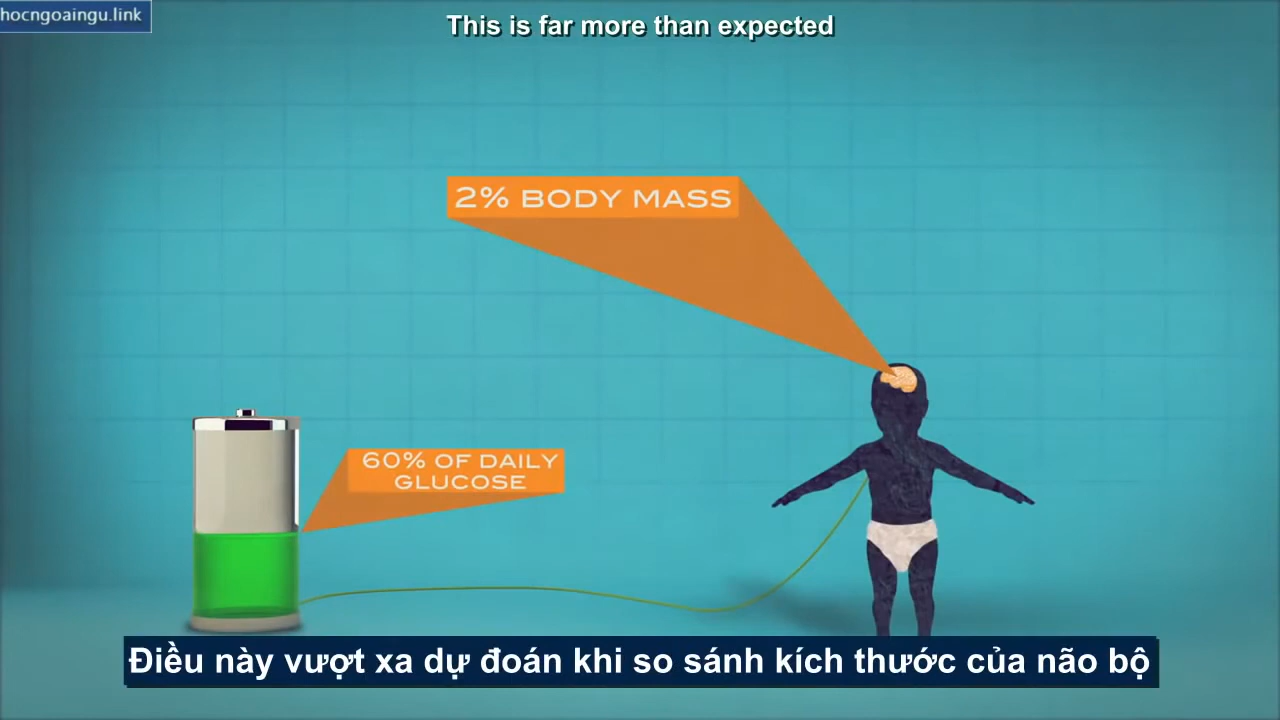 hocngoaingu.link
This is far more than expected
2% BODY MASS
60% OF DAILY
GLUCOSE
Điều này vượt xa dự đoán khi so sánh kích thước của não bộ